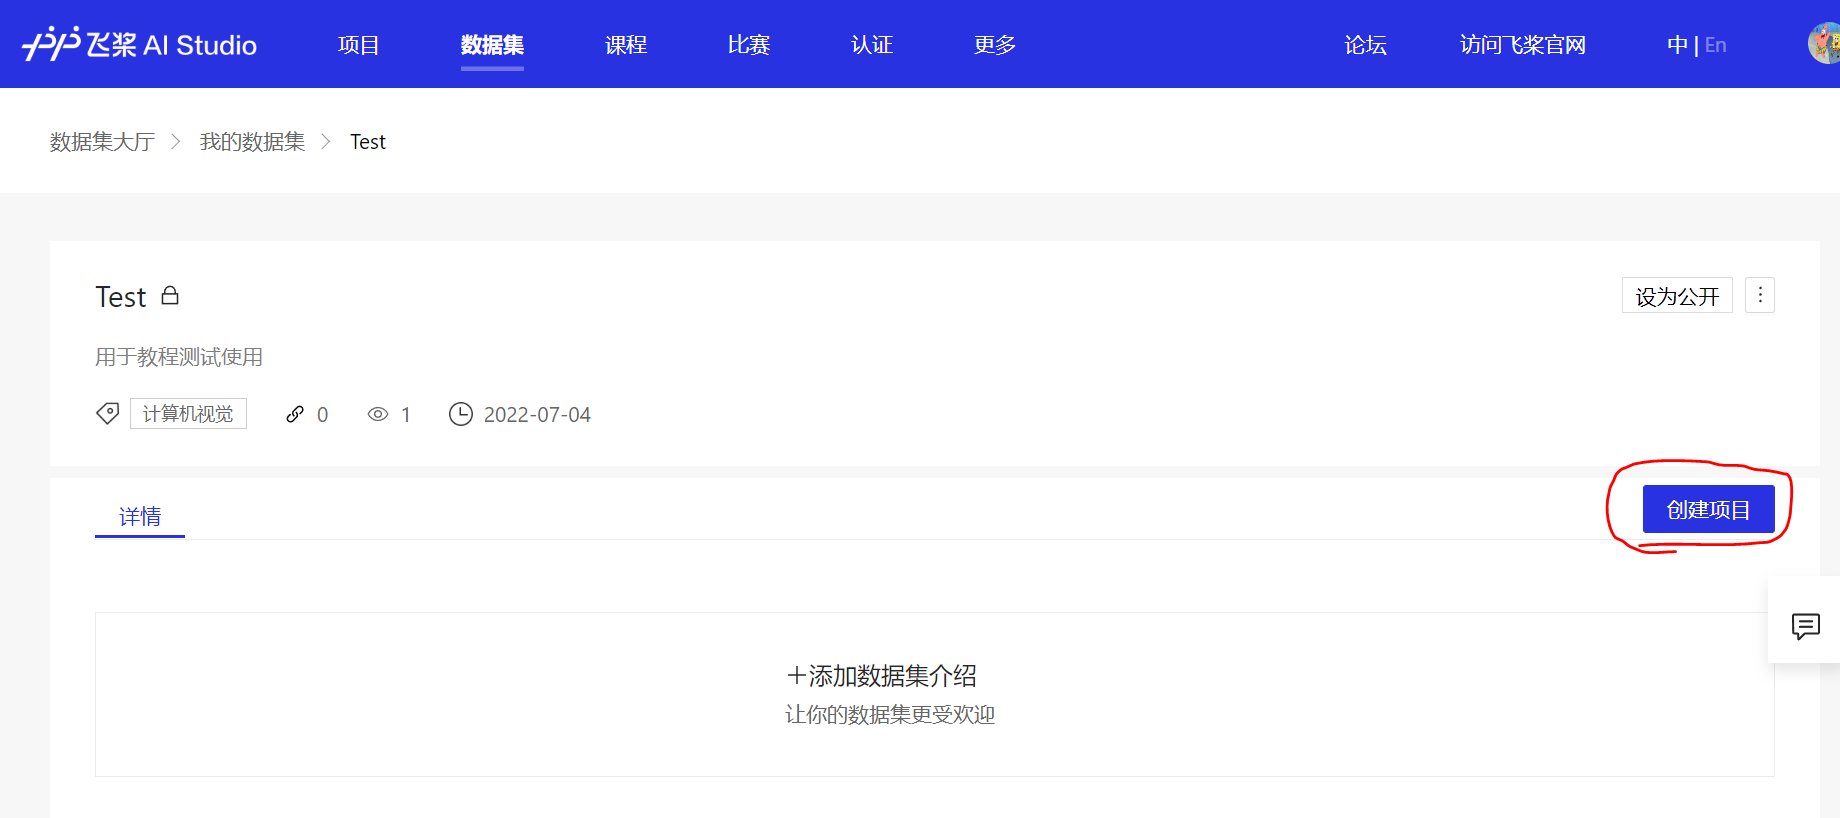 飞桨 AI Studio 项目 数据集 课程 比赛 认证 更多 论坛 访问飞桨官网 中 | En
数据集大厅 我的数据集 Test
Test 设为公开
用于教程测试使用
计算机视觉 0 1 2022-07-04
详情 创建项目
+添加数据集介绍
让你的数据集更受欢迎